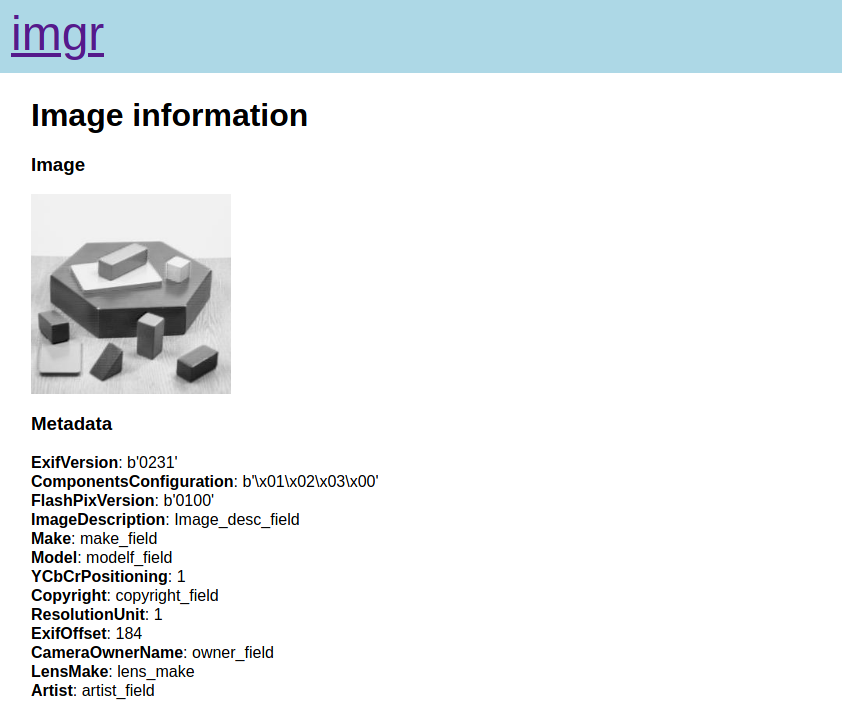 imgr
Image information
Image
Metadata
ExifVersion: b'0231'
ComponentsConfiguration: b'\x01\x02\x03\x00'
FlashPixVersion: b'0100'
ImageDescription: Image_desc_field
Make: make_field
Model: modelf_field
YCbCrPositioning: 1
Copyright: copyright_field
ResolutionUnit: 1
ExifOffset: 184
CameraOwnerName: owner_field
LensMake: lens_make
Artist: artist_field